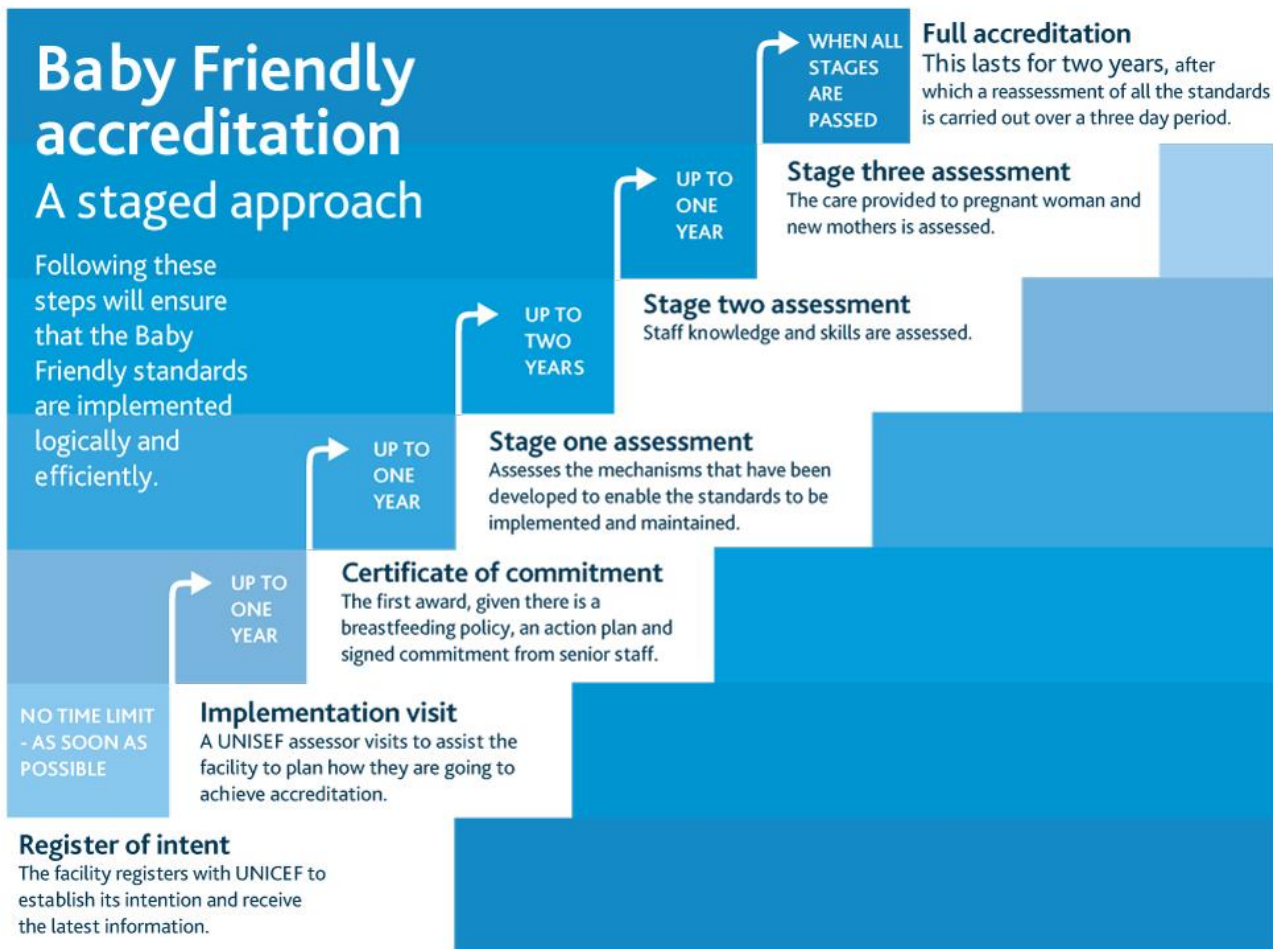 Baby Friendly
accreditation
A staged approach
Following these
steps will ensure
that the Baby
Friendly standards
are implemented
logically and
efficiently.
WHEN ALL
STAGES
ARE
PASSED
Full accreditation
This lasts for two years, after
which a reassessment of all the standards
is carried out over a three day period.
UP TO
ONE
YEAR
Stage three assessment
The care provided to pregnant woman and
new mothers is assessed.
UP TO
TWO
YEARS
Stage two assessment
Staff knowledge and skills are assessed.
UP TO
ONE
YEAR
Stage one assessment
Assesses the mechanisms that have been
developed to enable the standards to be
implemented and maintained.
UP TO
ONE
YEAR
Certificate of commitment
The first award, given there is a
breastfeeding policy, an action plan and
signed commitment from senior staff.
NO TIME LIMIT
- AS SOON AS
POSSIBLE
Implementation visit
A UNISEF assessor visits to assist the
facility to plan how they are going to
achieve accreditation.
Register of intent
The facility registers with UNICEF to
establish its intention and receive
the latest information.